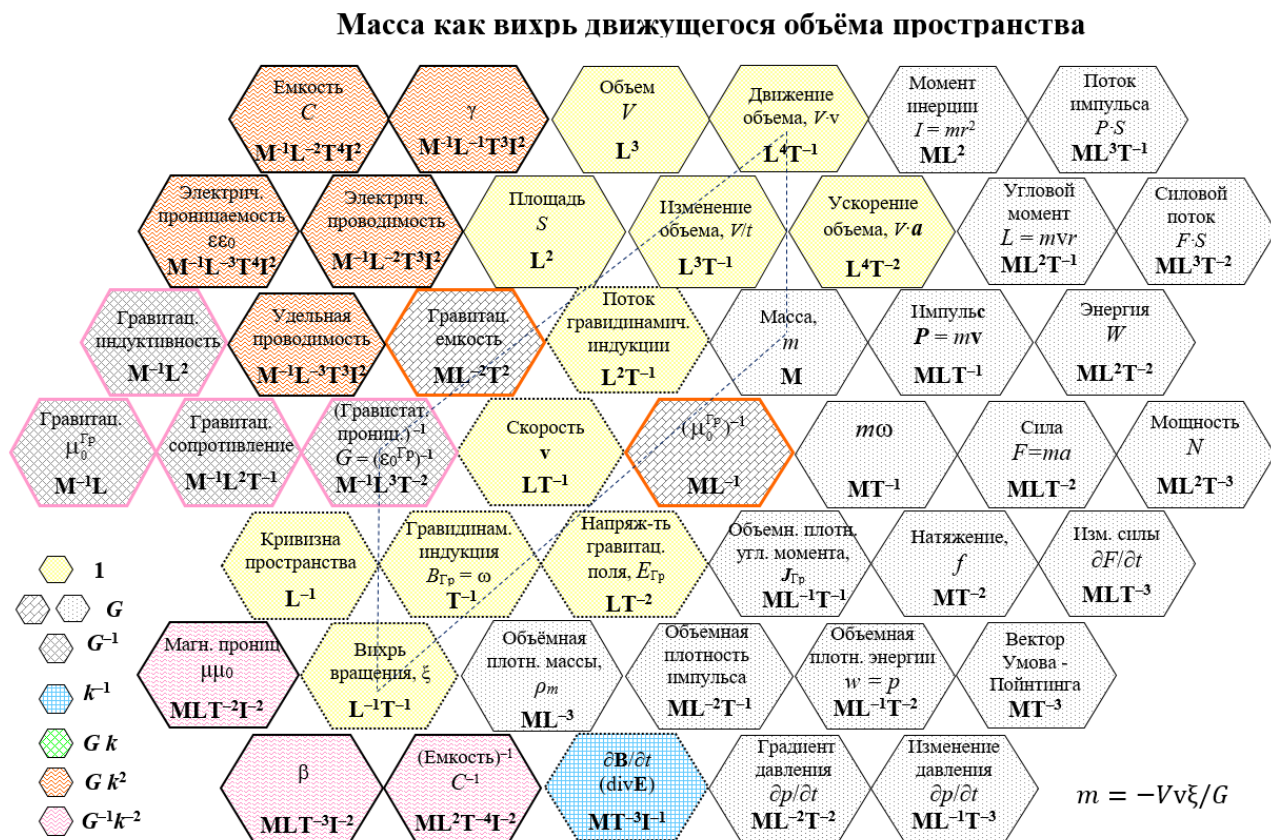 Масса как вихрь движущегося объёма пространства
Емкость
C
M⁻¹L⁻²T⁴I²
γ
M⁻¹L⁻¹T³I²
Объем
V
L³
Движение
объема, V·v
L⁴T⁻¹
Момент
инерции
I = mr²
ML²
Поток
импульса
P·S
ML³T⁻¹
Электрич.
проницаемость
εε₀
M⁻¹L⁻³T⁴I²
Электрич.
проводимость
M⁻¹L⁻²T³I²
Площадь
S
L²
Изменение
объема, V/t
L³T⁻¹
Ускорение
объема, V·a
L⁴T⁻²
Угловой
момент
L = mvr
ML²T⁻¹
Силовой
поток
F·S
ML³T⁻²
Гравитац.
индуктивность
M⁻¹L²
Удельная
проводимость
M⁻¹L⁻³T³I²
Гравитац.
емкость
ML⁻²T²
Поток
гравидинамич.
индукции
L²T⁻¹
Масса,
m
M
Импульс
P = mv
MLT⁻¹
Энергия
W
ML²T⁻²
Гравитац.
μ₀ᴳᵖ
M⁻¹L
Гравитац.
сопротивление
M⁻¹L²T⁻¹
(Гравистат.
прониц.)⁻¹
G = (ε₀ᴳᵖ)⁻¹
M⁻¹L³T⁻²
Скорость
v
LT⁻¹
(μ₀ᴳᵖ)⁻¹
ML⁻¹
mω
MT⁻¹
Сила
F=ma
MLT⁻²
Мощность
N
ML²T⁻³
Кривизна
пространства
L⁻¹
Гравидинам.
индукция
B_Гр = ω
T⁻¹
Напряж-ть
гравитац.
поля, E_Гр
LT⁻²
Объемн. плотн.
угл. момента,
J_Гр
ML⁻¹T⁻¹
Натяжение,
f
MT⁻²
Изм. силы
∂F/∂t
MLT⁻³
Магн. прониц
μμ₀
MLT⁻²I⁻²
Вихрь
вращения, ξ
L⁻¹T⁻¹
Объёмная
плотн. массы,
ρₘ
ML⁻³
Объемная
плотность
импульса
ML⁻²T⁻¹
Объемная
плотн. энергии
w = p
ML⁻¹T⁻²
Вектор
Умова -
Пойнтинга
MT⁻³
β
MLT⁻³I⁻²
(Емкость)⁻¹
C⁻¹
ML²T⁻⁴I⁻²
∂B/∂t
(divE)
MT⁻³I⁻¹
Градиент
давления
∂p/∂t
ML⁻²T⁻²
Изменение
давления
∂p/∂t
ML⁻¹T⁻³
m = −Vvξ/G
1
G
G⁻¹
k⁻¹
G k
G k²
G⁻¹k⁻²